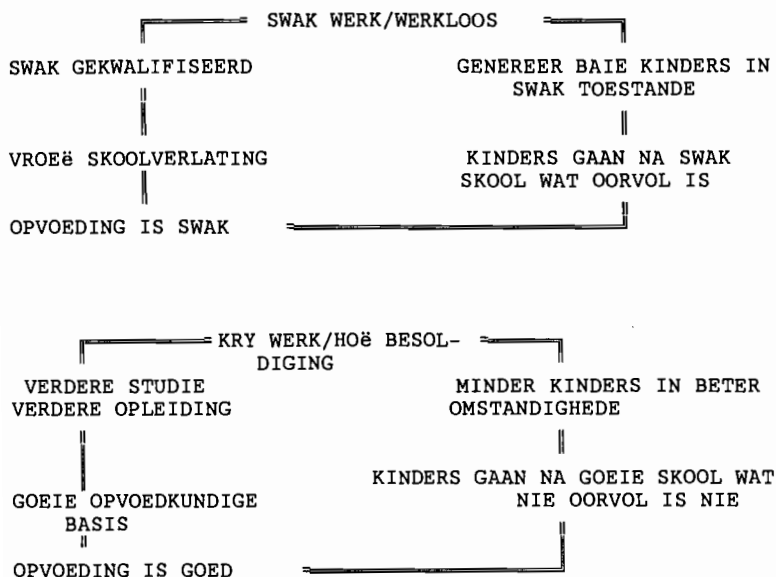 SWAK WERK/WERKLOOS
SWAK GEKWALIFISEERD
GENEREER BAIE KINDERS IN
SWAK TOESTANDE
VROEë SKOOLVERLATING
KINDERS GAAN NA SWAK
SKOOL WAT OORVOL IS
OPVOEDING IS SWAK
KRY WERK/HOë BESOL-
DIGING
VERDERE STUDIE
VERDERE OPLEIDING
MINDER KINDERS IN BETER
OMSTANDIGHEDE
KINDERS GAAN NA GOEIE SKOOL WAT
NIE OORVOL IS NIE
GOEIE OPVOEDKUNDIGE
BASIS
OPVOEDING IS GOED